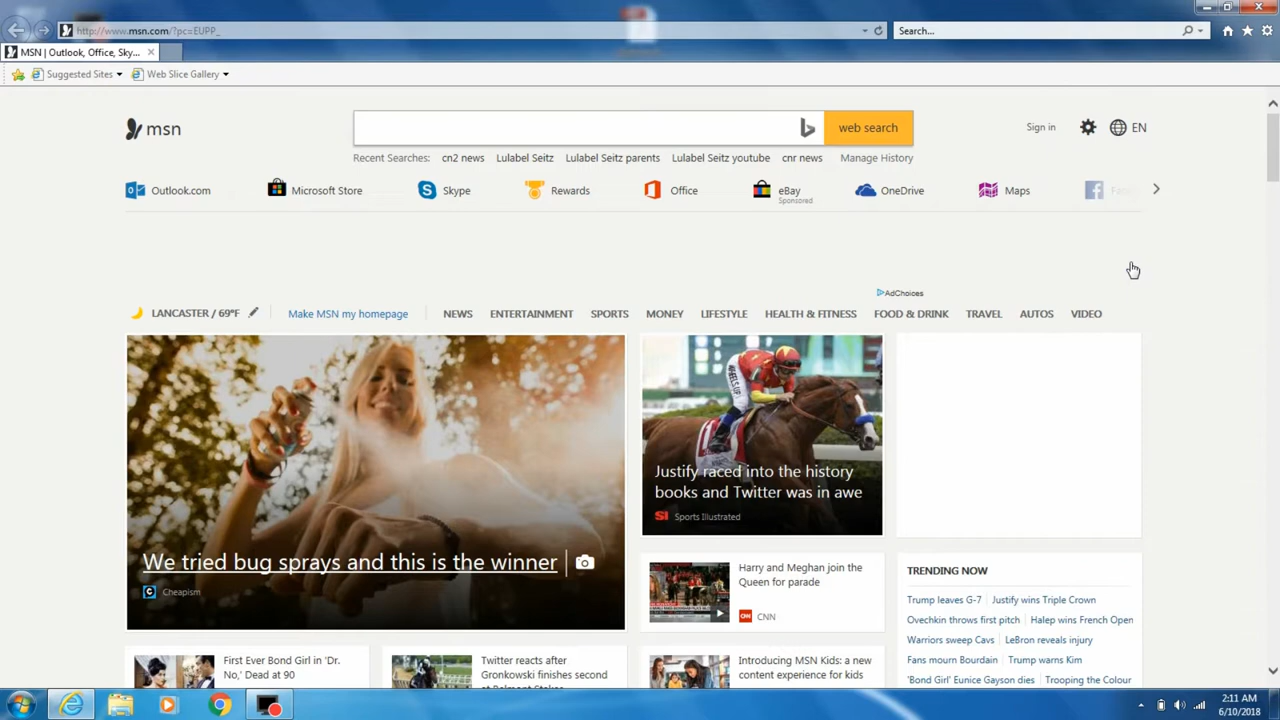 http://www.msn.com/?pc=EUPP_
Search...
MSN | Outlook, Office, Sky...
Suggested Sites
Web Slice Gallery
msn
web search
Sign in
EN
Recent Searches: cn2 news Lulabel Seitz Lulabel Seitz parents Lulabel Seitz youtube cnr news Manage History
Outlook.com
Microsoft Store
Skype
Rewards
Office
eBay
Sponsored
OneDrive
Maps
AdChoices
LANCASTER / 69°F
Make MSN my homepage
NEWS ENTERTAINMENT SPORTS MONEY LIFESTYLE HEALTH & FITNESS FOOD & DRINK TRAVEL AUTOS VIDEO
We tried bug sprays and this is the winner
Cheapism
Justify raced into the history
books and Twitter was in awe
SI Sports Illustrated
Harry and Meghan join the
Queen for parade
CNN
TRENDING NOW
Trump leaves G-7 Justify wins Triple Crown
Ovechkin throws first pitch Halep wins French Open
Warriors sweep Cavs LeBron reveals injury
Fans mourn Bourdain Trump warns Kim
'Bond Girl' Eunice Gayson dies Trooping the Colour
First Ever Bond Girl in 'Dr.
No,' Dead at 90
Twitter reacts after
Gronkowski finishes second
Introducing MSN Kids: a new
content experience for kids
2:11 AM
6/10/2018